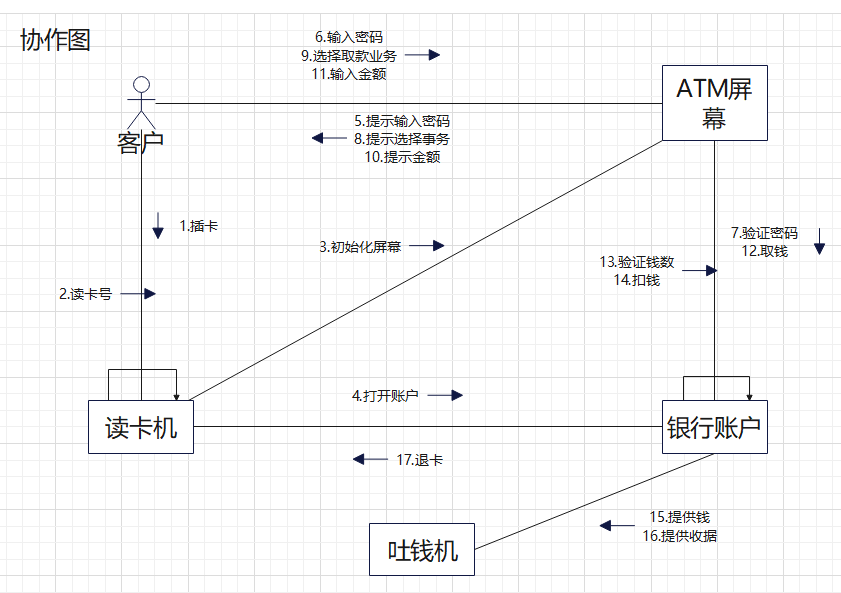 协作图
6.输入密码
9.选择取款业务
11.输入金额
ATM屏
幕
5.提示输入密码
8.提示选择事务
10.提示金额
客户
1.插卡
7.验证密码
12.取钱
3.初始化屏幕
13.验证钱数
14.扣钱
2.读卡号
4.打开账户
读卡机
银行账户
17.退卡
15.提供钱
16.提供收据
吐钱机